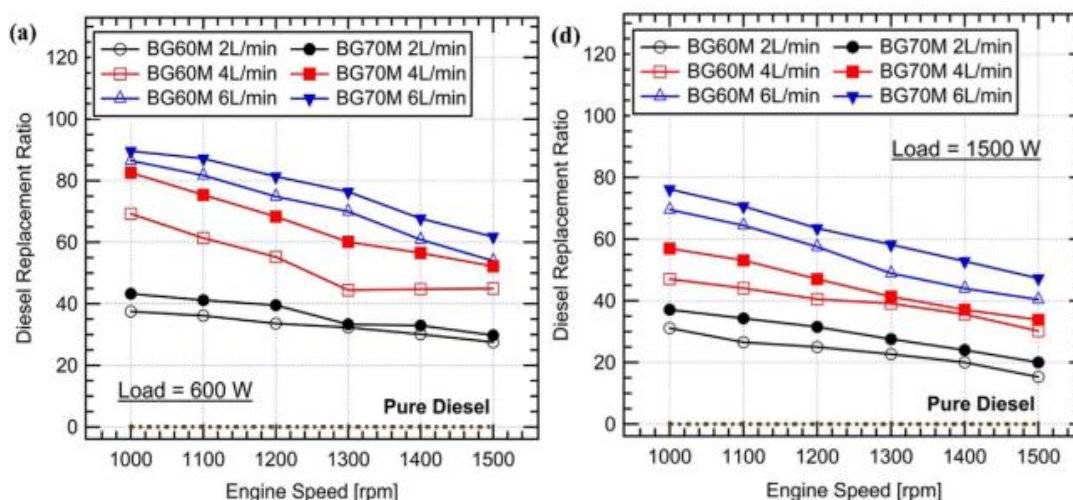 (a)
120
100
80
60
40
20
0
Diesel Replacement Ratio
BG60M 2L/min BG70M 2L/min
BG60M 4L/min BG70M 4L/min
BG60M 6L/min BG70M 6L/min
Load = 600 W
Pure Diesel
1000 1100 1200 1300 1400 1500
Engine Speed [rpm]
(d)
120
100
80
60
40
20
0
Diesel Replacement Ratio
BG60M 2L/min BG70M 2L/min
BG60M 4L/min BG70M 4L/min
BG60M 6L/min BG70M 6L/min
Load = 1500 W
Pure Diesel
1000 1100 1200 1300 1400 1500
Engine Speed [rpm]